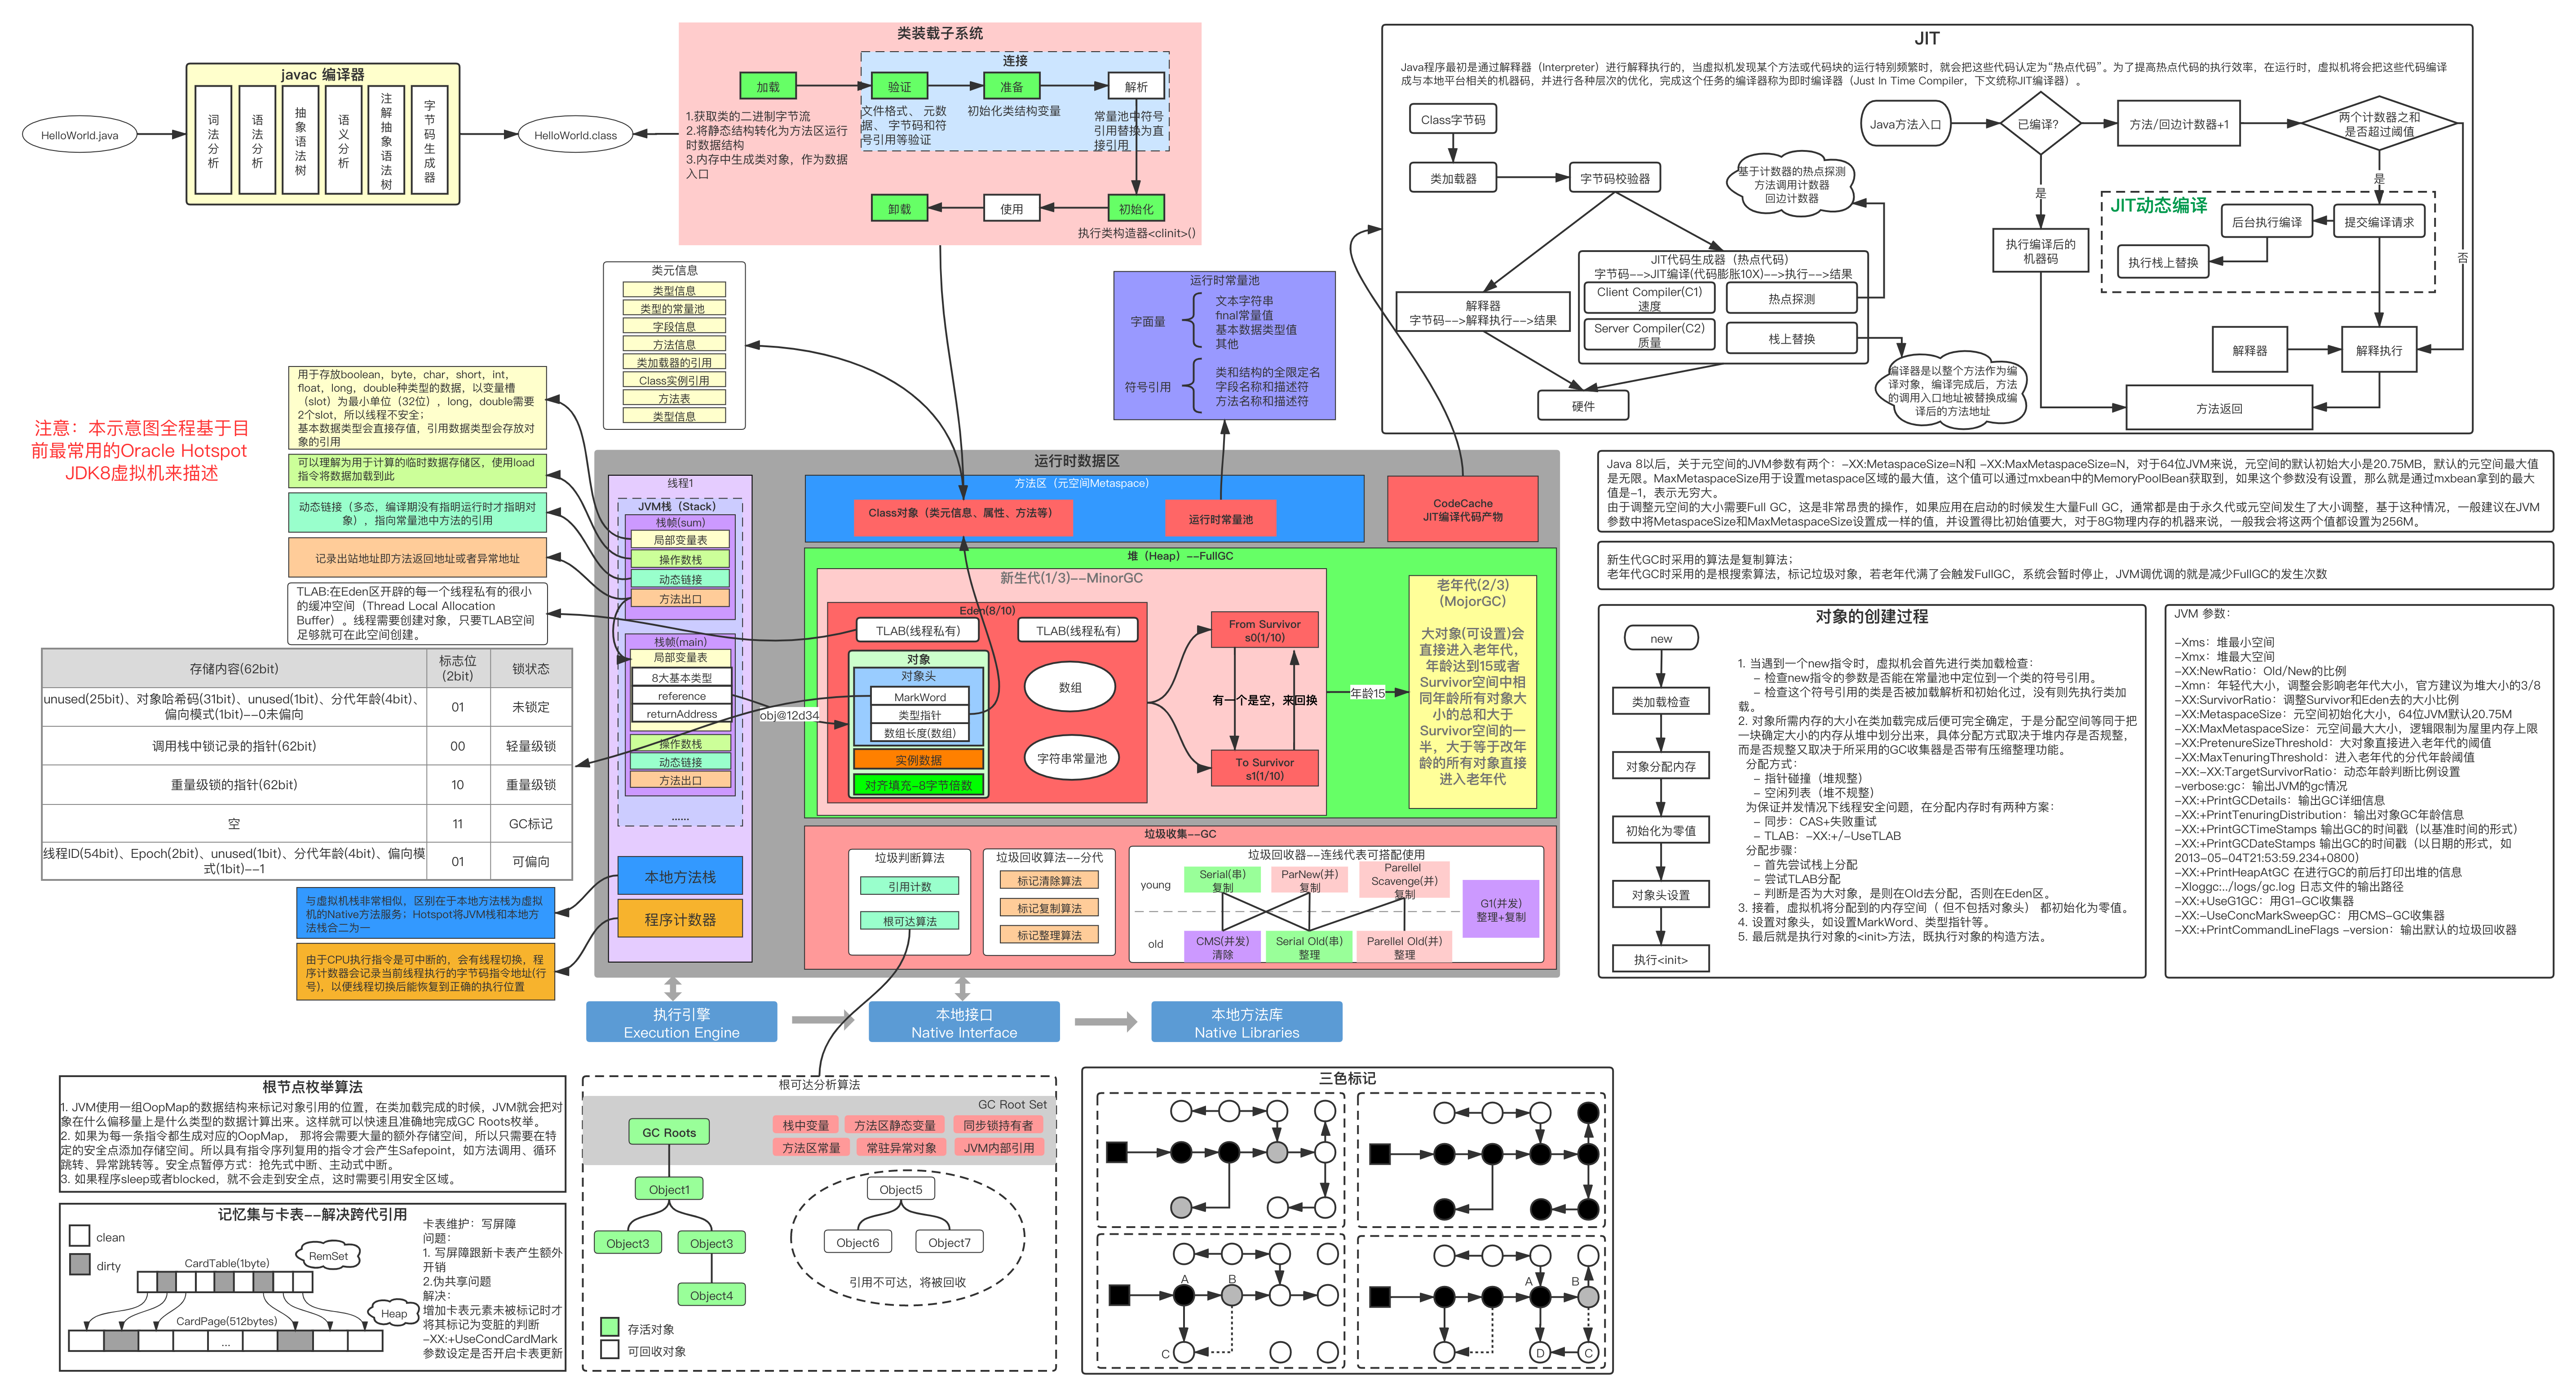 类装载子系统
javac 编译器
HelloWorld.java
词法分析
语法分析
抽象语法树
语义分析
注解抽象语法树
字节码生成器
HelloWorld.class
连接
加载
验证
准备
解析
1.获取类的二进制字节流
2.将静态结构转化为方法区运行
时数据结构
3.内存中生成类对象，作为数据
入口
文件格式、 元数
据、 字节码和符
号引用等验证
初始化类结构变量
常量池中符号
引用替换为直
接引用
卸载
使用
初始化
执行类构造器<clinit>()
JIT
Java程序最初是通过解释器（Interpreter）进行解释执行的，当虚拟机发现某个方法或代码块的运行特别频繁时，就会把这些代码认定为“热点代码”。为了提高热点代码的执行效率，在运行时，虚拟机将会把这些代码编译
成与本地平台相关的机器码，并进行各种层次的优化，完成这个任务的编译器称为即时编译器（Just In Time Compiler，下文统称JIT编译器）。
Class字节码
类加载器
字节码校验器
基于计数器的热点探测
方法调用计数器
回边计数器
JIT代码生成器（热点代码）
字节码-->JIT编译(代码膨胀10X)-->执行-->结果
Client Compiler(C1)
速度
热点探测
Server Compiler(C2)
质量
栈上替换
解释器
字节码-->解释执行-->结果
硬件
编译器是以整个方法作为编
译对象，编译完成后，方法
的调用入口地址被替换成编
译后的方法地址
Java方法入口
已编译?
方法/回边计数器+1
两个计数器之和
是否超过阈值
是
是
否
JIT动态编译
后台执行编译
提交编译请求
执行栈上替换
执行编译后的
机器码
解释器
解释执行
方法返回
类元信息
类型信息
类型的常量池
字段信息
方法信息
类加载器的引用
Class实例引用
方法表
类型信息
运行时常量池
字面量
文本字符串
final常量值
基本数据类型值
其他
符号引用
类和结构的全限定名
字段名称和描述符
方法名称和描述符
注意：本示意图全程基于目
前最常用的Oracle Hotspot
JDK8虚拟机来描述
用于存放boolean，byte，char，short，int，
float，long，double种类型的数据，以变量槽
（slot）为最小单位（32位），long，double需要
2个slot，所以线程不安全；
基本数据类型会直接存值，引用数据类型会存放对
象的引用
可以理解为用于计算的临时数据存储区，使用load
指令将数据加载到此
动态链接（多态，编译期没有指明运行时才指明对
象），指向常量池中方法的引用
记录出站地址即方法返回地址或者异常地址
TLAB:在Eden区开辟的每一个线程私有的很小
的缓冲空间（Thread Local Allocation
Buffer）。线程需要创建对象，只要TLAB空间
足够就可在此空间创建。
存储内容(62bit)
标志位
(2bit)
锁状态
unused(25bit)、对象哈希码(31bit)、unused(1bit)、分代年龄(4bit)、
偏向模式(1bit)--0未偏向
01
未锁定
调用栈中锁记录的指针(62bit)
00
轻量级锁
重量级锁的指针(62bit)
10
重量级锁
空
11
GC标记
线程ID(54bit)、Epoch(2bit)、unused(1bit)、分代年龄(4bit)、偏向模
式(1bit)--1
01
可偏向
与虚拟机栈非常相似，区别在于本地方法栈为虚拟
机的Native方法服务；Hotspot将JVM栈和本地方
法栈合二为一
由于CPU执行指令是可中断的，会有线程切换，程
序计数器会记录当前线程执行的字节码指令地址(行
号)，以便线程切换后能恢复到正确的执行位置
运行时数据区
线程1
JVM栈（Stack）
栈帧(sum)
局部变量表
操作数栈
动态链接
方法出口
栈帧(main)
局部变量表
8大基本类型
reference
returnAddress
操作数栈
动态链接
方法出口
......
本地方法栈
程序计数器
obj@12d34
方法区（元空间Metaspace）
Class对象（类元信息、属性、方法等）
运行时常量池
CodeCache
JIT编译代码产物
堆（Heap）--FullGC
新生代(1/3)--MinorGC
Eden(8/10)
TLAB(线程私有)
TLAB(线程私有)
对象
对象头
MarkWord
类型指针
数组长度(数组)
实例数据
对齐填充-8字节倍数
数组
字符串常量池
From Survivor
s0(1/10)
有一个是空，来回换
To Survivor
s1(1/10)
年龄15
老年代(2/3)
(MojorGC)
大对象(可设置)会
直接进入老年代，
年龄达到15或者
Survivor空间中相
同年龄所有对象大
小的总和大于
Survivor空间的一
半，大于等于改年
龄的所有对象直接
进入老年代
垃圾收集--GC
垃圾判断算法
引用计数
根可达算法
垃圾回收算法--分代
标记清除算法
标记复制算法
标记整理算法
垃圾回收器--连线代表可搭配使用
young
old
Serial(串)
复制
ParNew(并)
复制
Parellel
Scavenge(并)
复制
G1(并发)
整理+复制
CMS(并发)
清除
Serial Old(串)
整理
Parellel Old(并)
整理
执行引擎
Execution Engine
本地接口
Native Interface
本地方法库
Native Libraries
Java 8以后，关于元空间的JVM参数有两个：-XX:MetaspaceSize=N和 -XX:MaxMetaspaceSize=N，对于64位JVM来说，元空间的默认初始大小是20.75MB，默认的元空间最大值
是无限。MaxMetaspaceSize用于设置metaspace区域的最大值，这个值可以通过mxbean中的MemoryPoolBean获取到，如果这个参数没有设置，那么就是通过mxbean拿到的最大
值是-1，表示无穷大。
由于调整元空间的大小需要Full GC，这是非常昂贵的操作，如果应用在启动的时候发生大量Full GC，通常都是由于永久代或元空间发生了大小调整，基于这种情况，一般建议在JVM
参数中将MetaspaceSize和MaxMetaspaceSize设置成一样的值，并设置得比初始值要大，对于8G物理内存的机器来说，一般我会将这两个值都设置为256M。
新生代GC时采用的算法是复制算法；
老年代GC时采用的是根搜索算法，标记垃圾对象，若老年代满了会触发FullGC，系统会暂时停止，JVM调优调的就是减少FullGC的发生次数
对象的创建过程
new
类加载检查
对象分配内存
初始化为零值
对象头设置
执行<init>
1. 当遇到一个new指令时，虚拟机会首先进行类加载检查：
- 检查new指令的参数是否能在常量池中定位到一个类的符号引用。
- 检查这个符号引用的类是否被加载解析和初始化过，没有则先执行类加
载。
2. 对象所需内存的大小在类加载完成后便可完全确定，于是分配空间等同于把
一块确定大小的内存从堆中划分出来，具体分配方式取决于堆内存是否规整，
而是否规整又取决于所采用的GC收集器是否带有压缩整理功能。
分配方式：
- 指针碰撞（堆规整）
- 空闲列表（堆不规整）
为保证并发情况下线程安全问题，在分配内存时有两种方案：
- 同步：CAS+失败重试
- TLAB：-XX:+/-UseTLAB
分配步骤：
- 首先尝试栈上分配
- 尝试TLAB分配
- 判断是否为大对象，是则在Old去分配，否则在Eden区。
3. 接着，虚拟机将分配到的内存空间（ 但不包括对象头） 都初始化为零值。
4. 设置对象头，如设置MarkWord、类型指针等。
5. 最后就是执行对象的<init>方法，既执行对象的构造方法。
JVM 参数：
-Xms：堆最小空间
-Xmx：堆最大空间
-XX:NewRatio：Old/New的比例
-Xmn：年轻代大小，调整会影响老年代大小，官方建议为堆大小的3/8
-XX:SurvivorRatio：调整Survivor和Eden去的大小比例
-XX:MetaspaceSize：元空间初始化大小，64位JVM默认20.75M
-XX:MaxMetaspaceSize：元空间最大大小，逻辑限制为屋里内存上限
-XX:PretenureSizeThreshold：大对象直接进入老年代的阈值
-XX:MaxTenuringThreshold：进入老年代的分代年龄阈值
-XX:-XX:TargetSurvivorRatio：动态年龄判断比例设置
-verbose:gc：输出JVM的gc情况
-XX:+PrintGCDetails：输出GC详细信息
-XX:+PrintTenuringDistribution：输出对象GC年龄信息
-XX:+PrintGCTimeStamps 输出GC的时间戳（以基准时间的形式）
-XX:+PrintGCDateStamps 输出GC的时间戳（以日期的形式，如
2013-05-04T21:53:59.234+0800）
-XX:+PrintHeapAtGC 在进行GC的前后打印出堆的信息
-Xloggc:../logs/gc.log 日志文件的输出路径
-XX:+UseG1GC：用G1-GC收集器
-XX:-UseConcMarkSweepGC：用CMS-GC收集器
-XX:+PrintCommandLineFlags -version：输出默认的垃圾回收器
根节点枚举算法
1. JVM使用一组OopMap的数据结构来标记对象引用的位置，在类加载完成的时候，JVM就会把对
象在什么偏移量上是什么类型的数据计算出来。这样就可以快速且准确地完成GC Roots枚举。
2. 如果为每一条指令都生成对应的OopMap， 那将会需要大量的额外存储空间，所以只需要在特
定的安全点添加存储空间。所以具有指令序列复用的指令才会产生Safepoint，如方法调用、循环
跳转、异常跳转等。安全点暂停方式：抢先式中断、主动式中断。
3. 如果程序sleep或者blocked，就不会走到安全点，这时需要引用安全区域。
记忆集与卡表--解决跨代引用
clean
dirty
RemSet
CardTable(1byte)
Heap
CardPage(512bytes)
...
卡表维护：写屏障
问题：
1. 写屏障跟新卡表产生额外
开销
2.伪共享问题
解决：
增加卡表元素未被标记时才
将其标记为变脏的判断
-XX:+UseCondCardMark
参数设定是否开启卡表更新
根可达分析算法
GC Root Set
GC Roots
栈中变量
方法区静态变量
同步锁持有者
方法区常量
常驻异常对象
JVM内部引用
Object1
Object3
Object3
Object4
Object5
Object6
Object7
引用不可达，将被回收
存活对象
可回收对象
三色标记
A
B
C
A
B
D
C